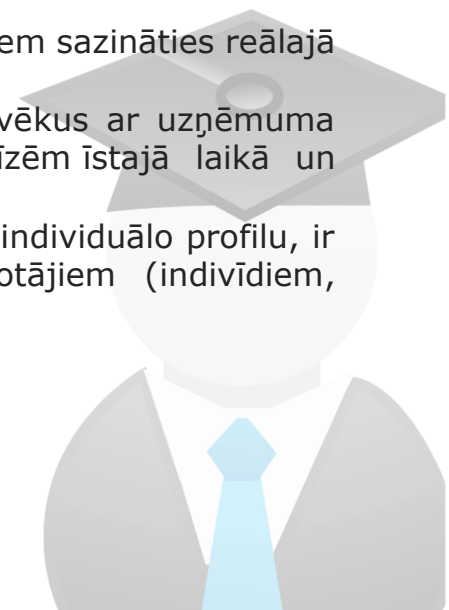 em sazināties reālajā
vēkus ar uzņēmuma
īzēm īstajā laikā un
individuālo profilu, ir
otājiem (indivīdiem,